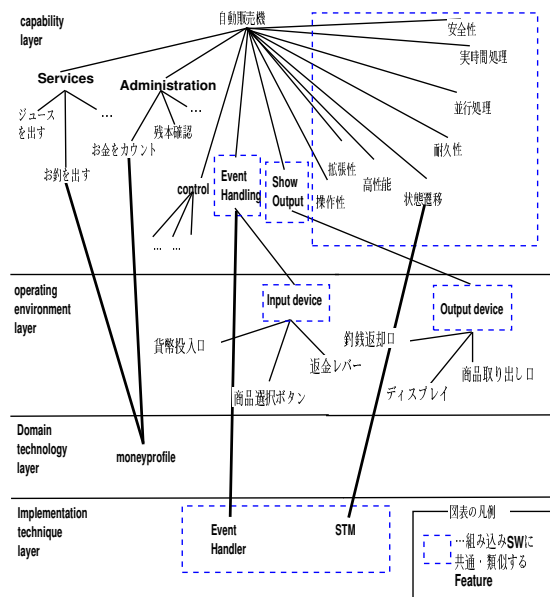 capability
layer
自動販売機
安全性
実時間処理
並行処理
耐久性
Services
Administration
ジュース
を出す
…
…
残本確認
お金をカウント
お釣を出す
control
Event
Handling
Show
Output
拡張性
操作性
高性能
状態遷移
… …
operating
environment
layer
Input device
Output device
貨幣投入口
釣銭返却口
返金レバー
商品選択ボタン
商品取り出し口
ディスプレイ
Domain
technology
layer
moneyprofile
Implementation
technique
layer
Event
Handler
STM
図表の凡例
…組み込みSWに
共通・類似する
Feature